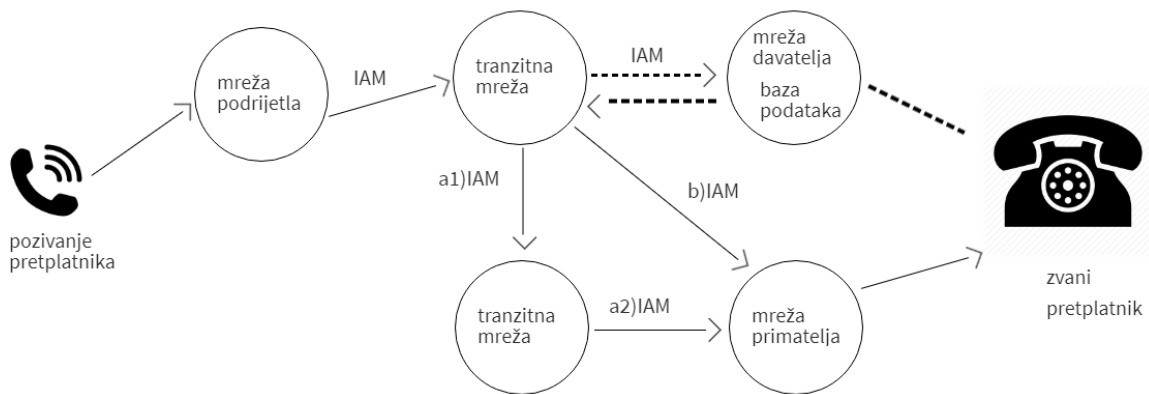 mreža
podrijetla
IAM
tranzitna
mreža
IAM
mreža
davatelja
baza
podataka
pozivanje
pretplatnika
a1)IAM
b)IAM
zvani
pretplatnik
tranzitna
mreža
a2)IAM
mreža
primatelja